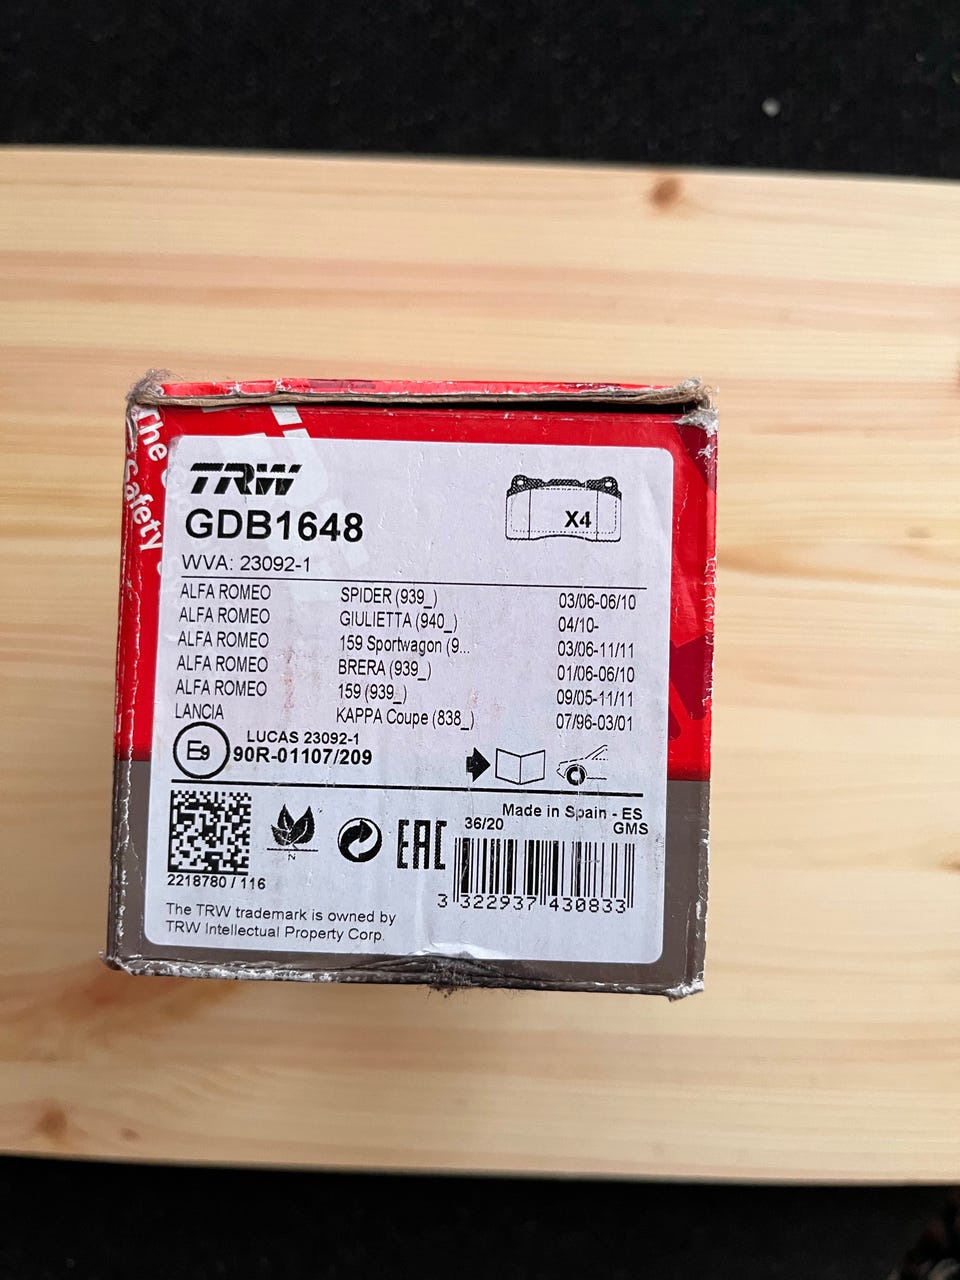 The
Safety
TRW
GDB1648
X4
WVA: 23092-1
ALFA ROMEO SPIDER (939_) 03/06-06/10
ALFA ROMEO GIULIETTA (940_) 04/10-
ALFA ROMEO 159 Sportwagon (9... 03/06-11/11
ALFA ROMEO BRERA (939_) 01/06-06/10
ALFA ROMEO 159 (939_) 09/05-11/11
LANCIA KAPPA Coupe (838_) 07/96-03/01
E9 LUCAS 23092-1
90R-01107/209
Made in Spain - ES
36/20 GMS
N
EAC
2218780 / 116
3 322937 430833
The TRW trademark is owned by
TRW Intellectual Property Corp.